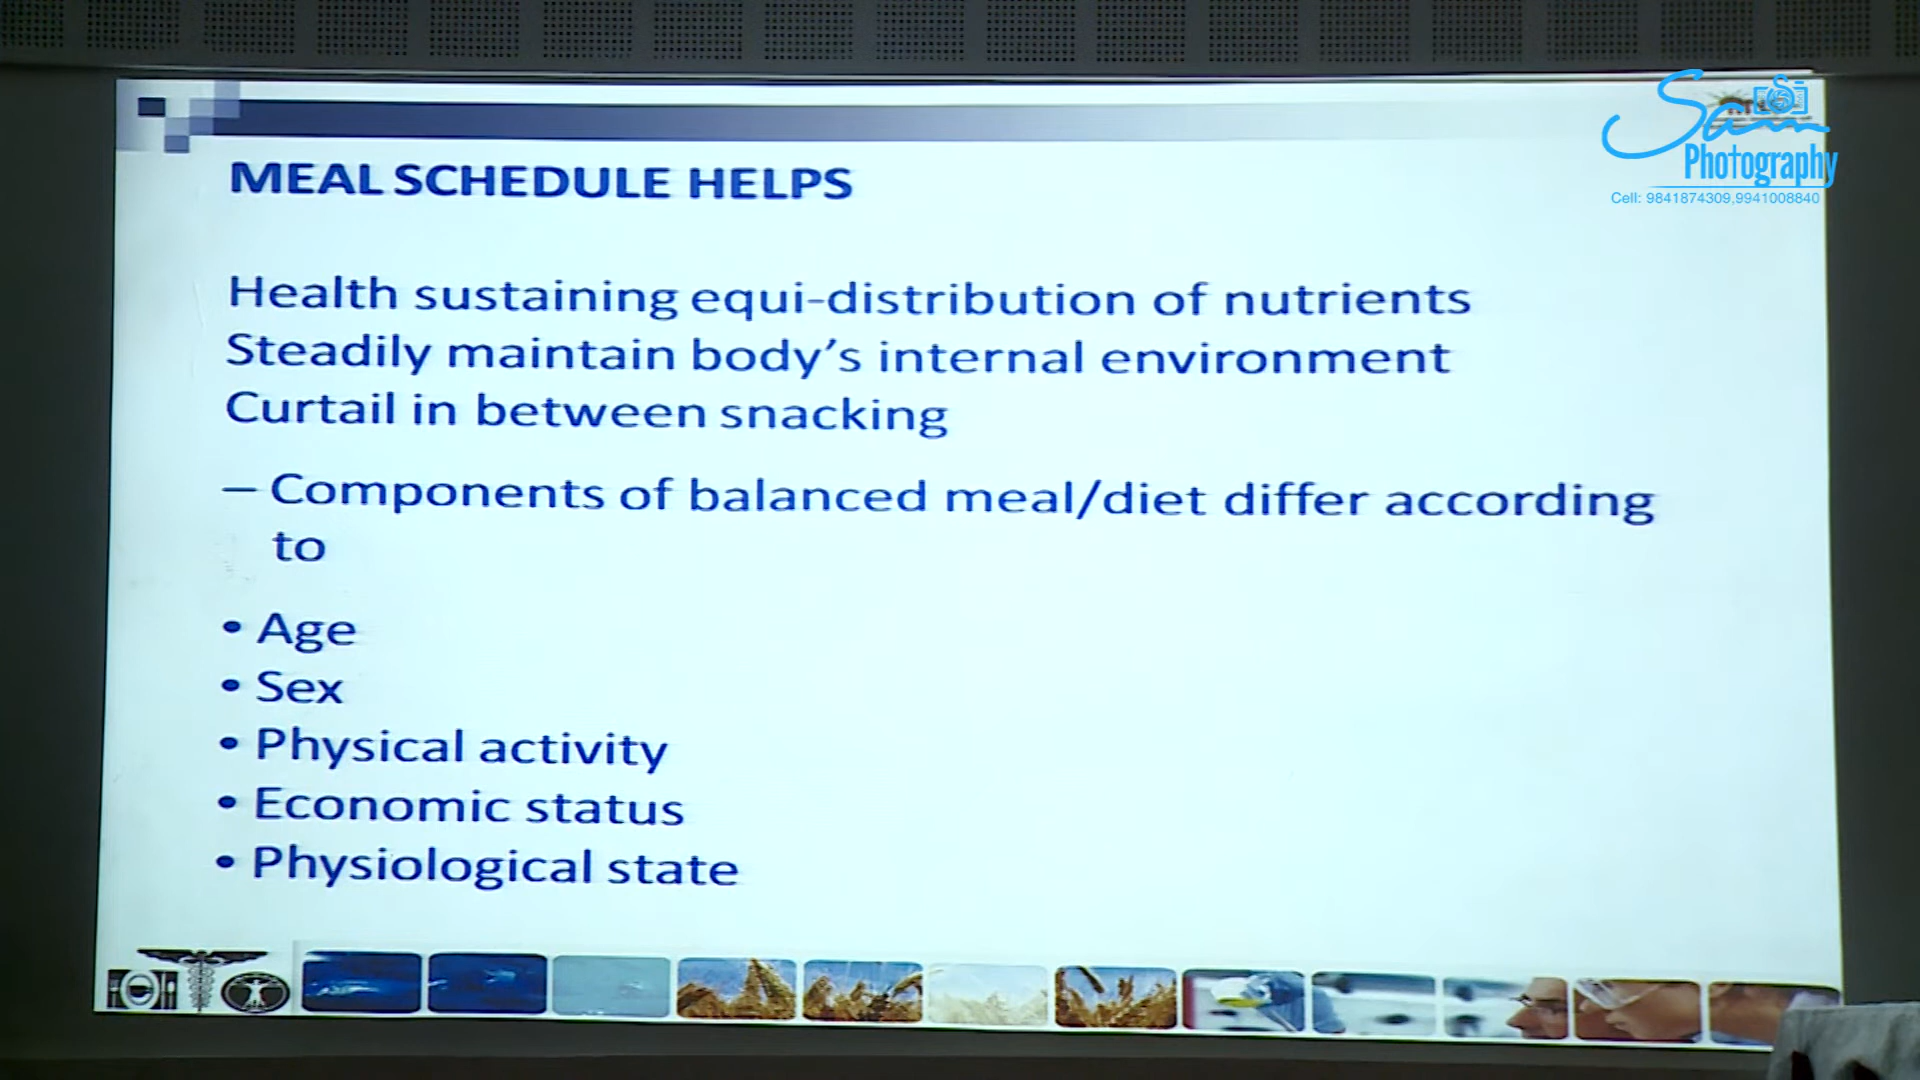 Sam
Photography
Cell: 9841874309,9941008840
MEAL SCHEDULE HELPS
Health sustaining equi-distribution of nutrients
Steadily maintain body’s internal environment
Curtail in between snacking
– Components of balanced meal/diet differ according
to
• Age
• Sex
• Physical activity
• Economic status
• Physiological state